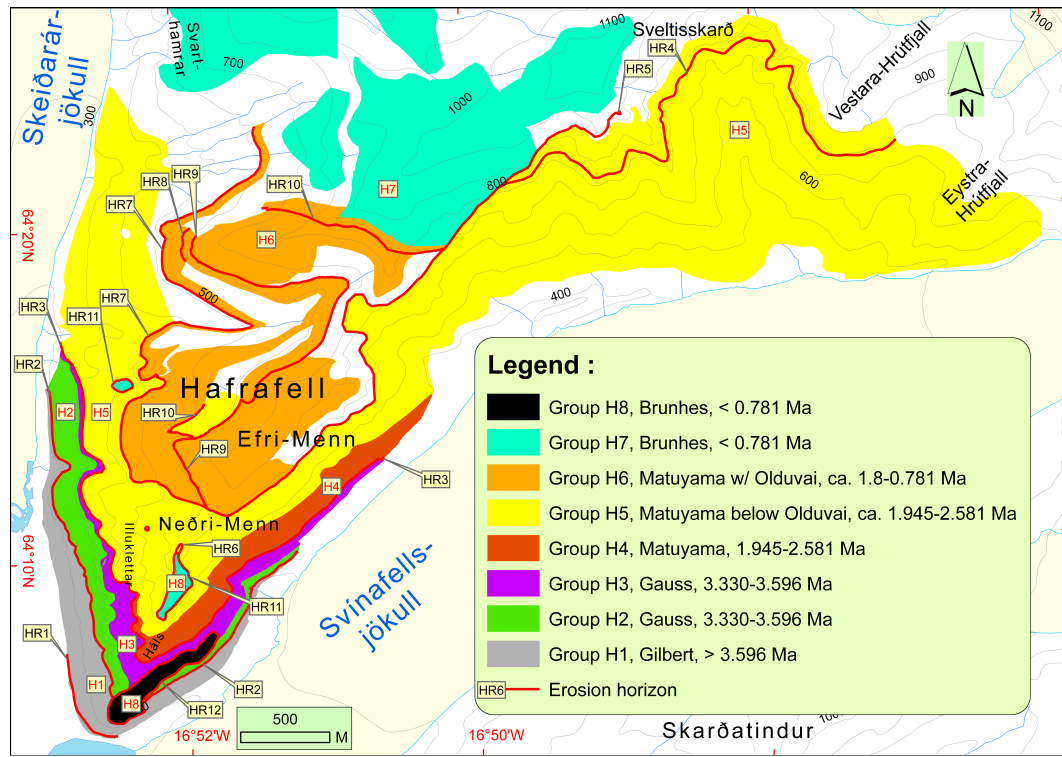 Skeiðarár-
jökull
Svart-
hamrar
700
300
1100
Sveltisskarð
HR4
HR5
1000
Vestara-Hrútfjall
900
1100
N
H5
HR9
HR8
HR7
HR10
H7
800
600
Eystra-
Hrútfjall
64°20'N
H6
500
400
HR7
HR3
HR11
HR2
H2
H5
Hafrafell
HR10
Efri-Menn
HR9
HR3
H4
Neðri-Menn
Illuklettar
HR6
64°10'N
H8
HR11
Svínafells-
jökull
HR1
H3
Háls
H1
H8
HR2
HR12
500
M
16°52'W
16°50'W
Skarðatindur
Legend :
Group H8, Brunhes, < 0.781 Ma
Group H7, Brunhes, < 0.781 Ma
Group H6, Matuyama w/ Olduvai, ca. 1.8-0.781 Ma
Group H5, Matuyama below Olduvai, ca. 1.945-2.581 Ma
Group H4, Matuyama, 1.945-2.581 Ma
Group H3, Gauss, 3.330-3.596 Ma
Group H2, Gauss, 3.330-3.596 Ma
Group H1, Gilbert, > 3.596 Ma
HR6 Erosion horizon